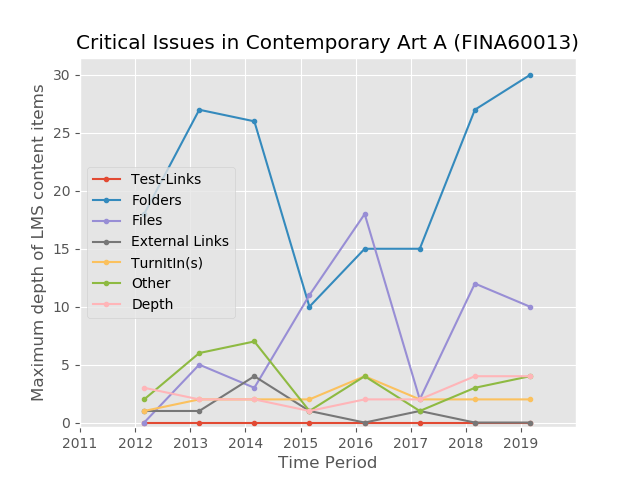 Critical Issues in Contemporary Art A (FINA60013)
Maximum depth of LMS content items
30
25
20
15
10
5
0
Test-Links
Folders
Files
External Links
TurnItIn(s)
Other
Depth
2011 2012 2013 2014 2015 2016 2017 2018 2019
Time Period